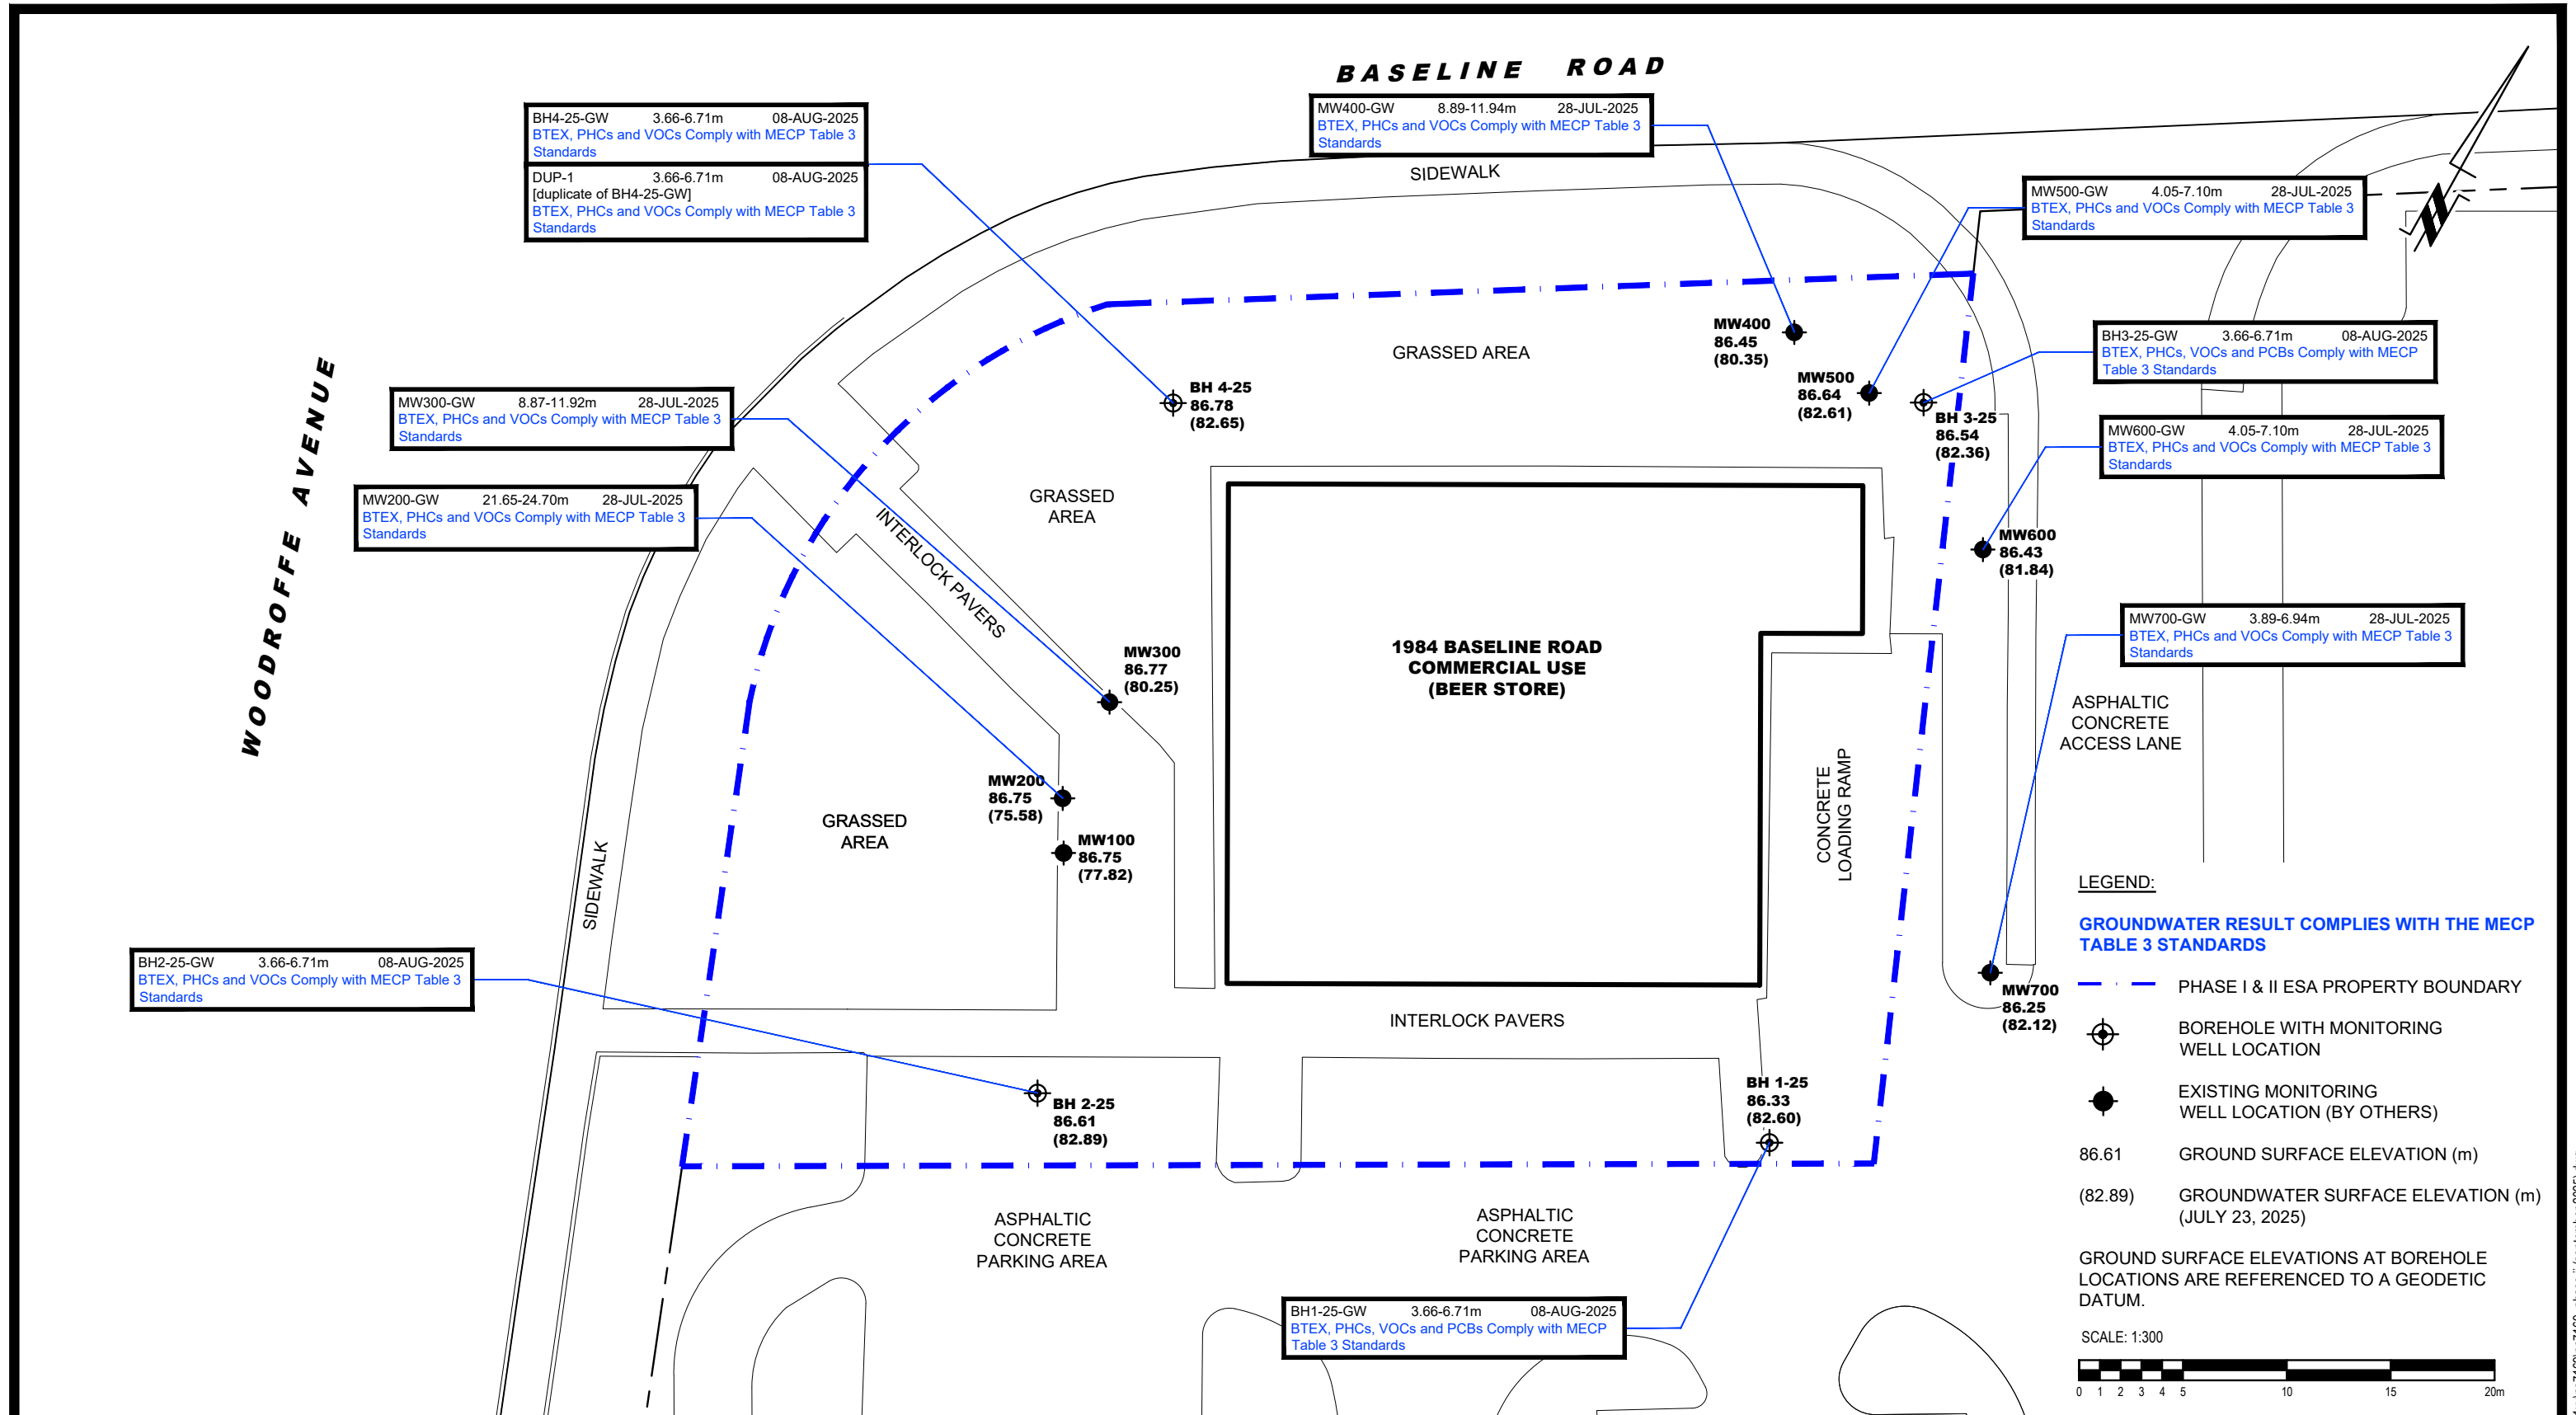 BASELINE ROAD
BH4-25-GW 3.66-6.71m 08-AUG-2025
BTEX, PHCs and VOCs Comply with MECP Table 3
Standards
DUP-1 3.66-6.71m 08-AUG-2025
[duplicate of BH4-25-GW]
BTEX, PHCs and VOCs Comply with MECP Table 3
Standards
MW400-GW 8.89-11.94m 28-JUL-2025
BTEX, PHCs and VOCs Comply with MECP Table 3
Standards
SIDEWALK
MW500-GW 4.05-7.10m 28-JUL-2025
BTEX, PHCs and VOCs Comply with MECP Table 3
Standards
BH3-25-GW 3.66-6.71m 08-AUG-2025
BTEX, PHCs, VOCs and PCBs Comply with MECP
Table 3 Standards
MW400
86.45
(80.35)
GRASSED AREA
MW500
86.64
(82.61)
BH 4-25
86.78
(82.65)
BH 3-25
86.54
(82.36)
WOODROFFE AVENUE
MW300-GW 8.87-11.92m 28-JUL-2025
BTEX, PHCs and VOCs Comply with MECP Table 3
Standards
MW600-GW 4.05-7.10m 28-JUL-2025
BTEX, PHCs and VOCs Comply with MECP Table 3
Standards
MW200-GW 21.65-24.70m 28-JUL-2025
BTEX, PHCs and VOCs Comply with MECP Table 3
Standards
GRASSED
AREA
INTERLOCK PAVERS
MW600
86.43
(81.84)
MW700-GW 3.89-6.94m 28-JUL-2025
BTEX, PHCs and VOCs Comply with MECP Table 3
Standards
MW300
86.77
(80.25)
1984 BASELINE ROAD
COMMERCIAL USE
(BEER STORE)
ASPHALTIC
CONCRETE
ACCESS LANE
MW200
86.75
(75.58)
GRASSED
AREA
MW100
86.75
(77.82)
CONCRETE
LOADING RAMP
SIDEWALK
BH2-25-GW 3.66-6.71m 08-AUG-2025
BTEX, PHCs and VOCs Comply with MECP Table 3
Standards
MW700
86.25
(82.12)
INTERLOCK PAVERS
BH 2-25
86.61
(82.89)
BH 1-25
86.33
(82.60)
ASPHALTIC
CONCRETE
PARKING AREA
ASPHALTIC
CONCRETE
PARKING AREA
BH1-25-GW 3.66-6.71m 08-AUG-2025
BTEX, PHCs, VOCs and PCBs Comply with MECP
Table 3 Standards
LEGEND:
GROUNDWATER RESULT COMPLIES WITH THE MECP
TABLE 3 STANDARDS
PHASE I & II ESA PROPERTY BOUNDARY
BOREHOLE WITH MONITORING
WELL LOCATION
EXISTING MONITORING
WELL LOCATION (BY OTHERS)
86.61 GROUND SURFACE ELEVATION (m)
(82.89) GROUNDWATER SURFACE ELEVATION (m)
(JULY 23, 2025)
GROUND SURFACE ELEVATIONS AT BOREHOLE
LOCATIONS ARE REFERENCED TO A GEODETIC
DATUM.
SCALE: 1:300
0 1 2 3 4 5 10 15 20m